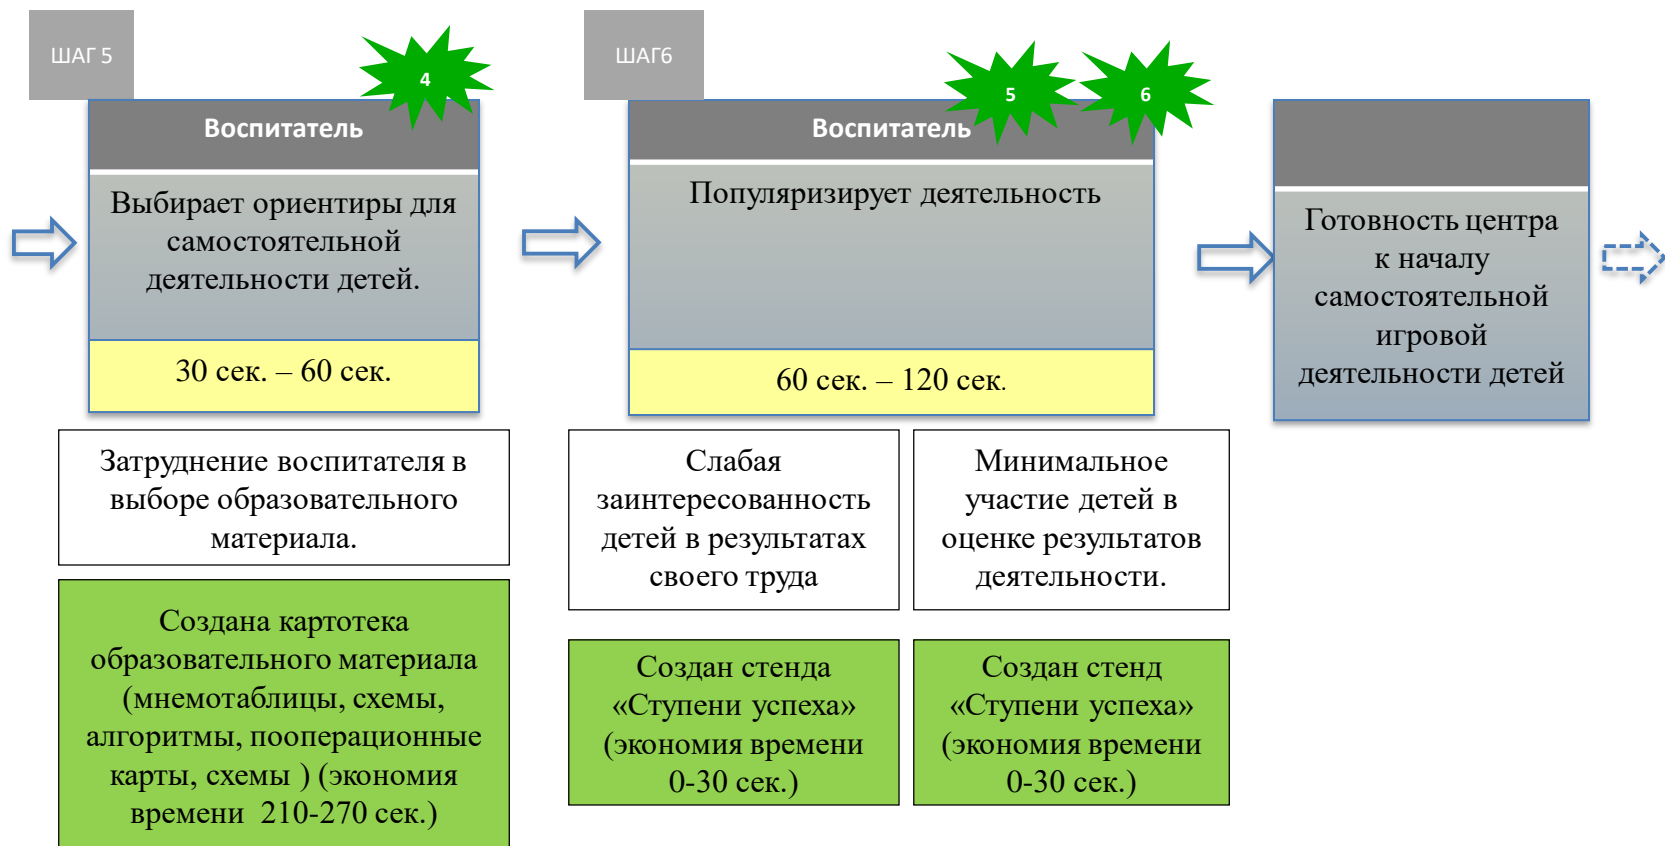 ШАГ 5
4
Воспитатель
Выбирает ориентиры для
самостоятельной
деятельности детей.
30 сек. – 60 сек.
Затруднение воспитателя в
выборе образовательного
материала.
Создана картотека
образовательного материала
(мнемотаблицы, схемы,
алгоритмы, пооперационные
карты, схемы ) (экономия
времени 210-270 сек.)
ШАГ6
5
6
Воспитатель
Популяризирует деятельность
60 сек. – 120 сек.
Слабая
заинтересованность
детей в результатах
своего труда
Создан стенда
«Ступени успеха»
(экономия времени
0-30 сек.)
Минимальное
участие детей в
оценке результатов
деятельности.
Создан стенд
«Ступени успеха»
(экономия времени
0-30 сек.)
Готовность центра
к началу
самостоятельной
игровой
деятельности детей